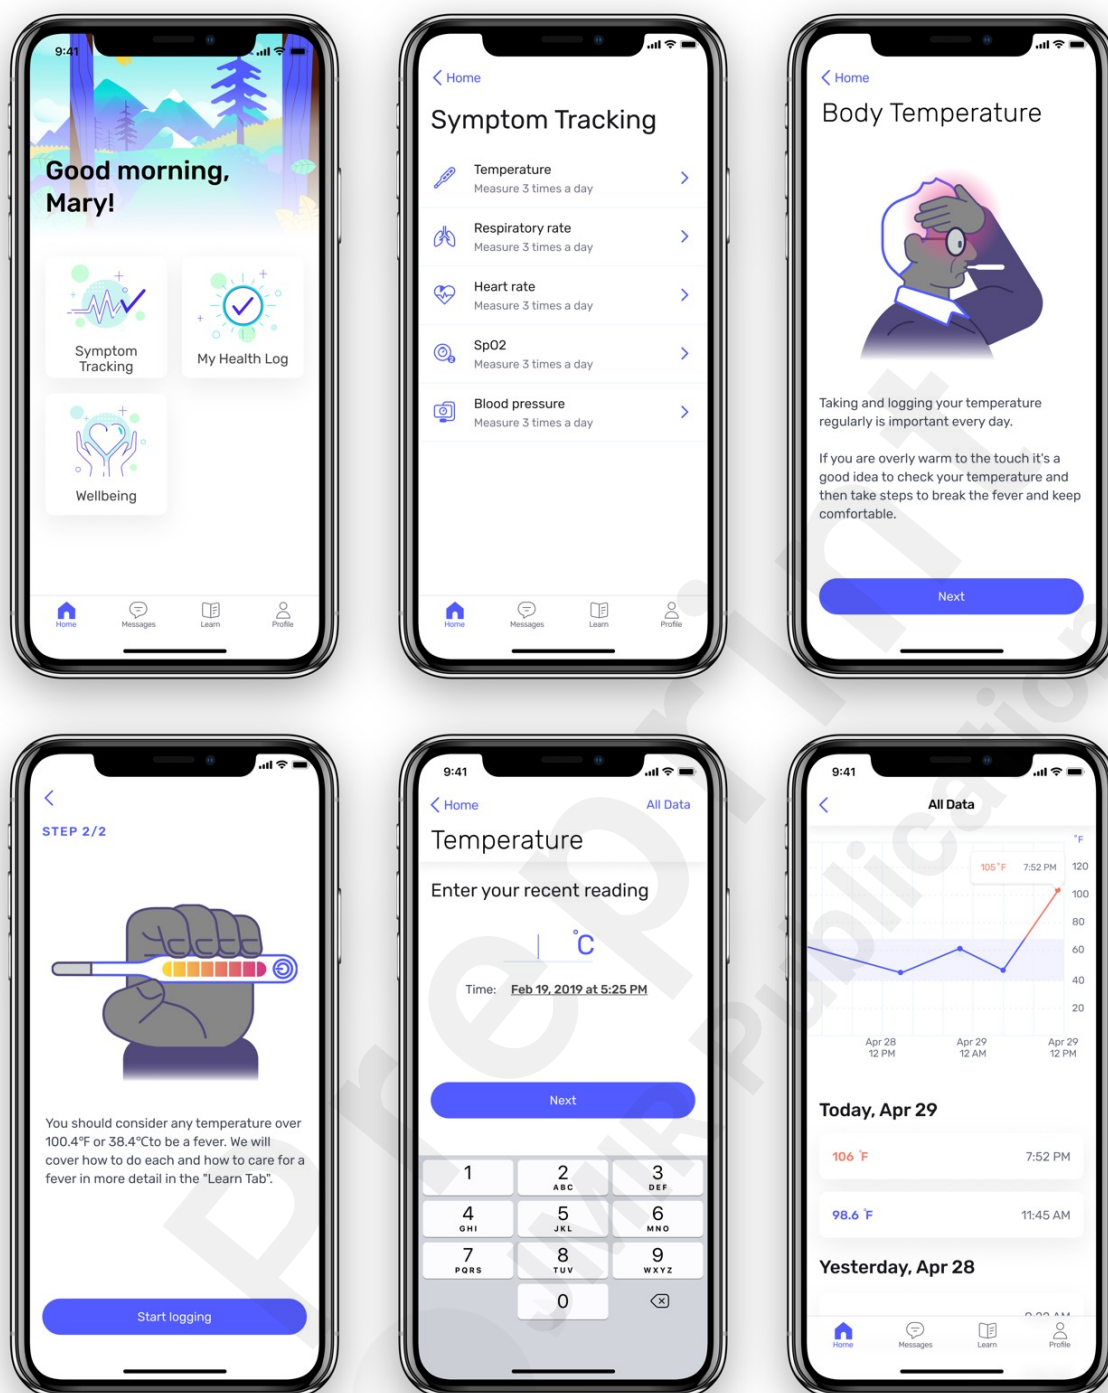 9:41
Good morning,
Mary!
Symptom
Tracking
My Health Log
Wellbeing
Home
Messages
Learn
Profile
Home
Symptom Tracking
Temperature
Measure 3 times a day
Respiratory rate
Measure 3 times a day
Heart rate
Measure 3 times a day
SpO2
Measure 3 times a day
Blood pressure
Measure 3 times a day
Home
Messages
Learn
Profile
Home
Body Temperature
Taking and logging your temperature
regularly is important every day.
If you are overly warm to the touch it's a
good idea to check your temperature and
then take steps to break the fever and keep
comfortable.
Next
STEP 2/2
You should consider any temperature over
100.4°F or 38.4°Cto be a fever. We will
cover how to do each and how to care for a
fever in more detail in the "Learn Tab".
Start logging
9:41
Home All Data
Temperature
Enter your recent reading
°C
Time: Feb 19, 2019 at 5:25 PM
Next
1 2 3
ABC DEF
4 5 6
GHI JKL MNO
7 8 9
PQRS TUV WXYZ
0
9:41
All Data
°F
105°F 7:52 PM
120
100
80
60
40
20
Apr 28 Apr 29 Apr 29
12 PM 12 AM 12 PM
Today, Apr 29
106 °F 7:52 PM
98.6 °F 11:45 AM
Yesterday, Apr 28
Home
Messages
Learn
Profile
Preprint
JMIR Publication